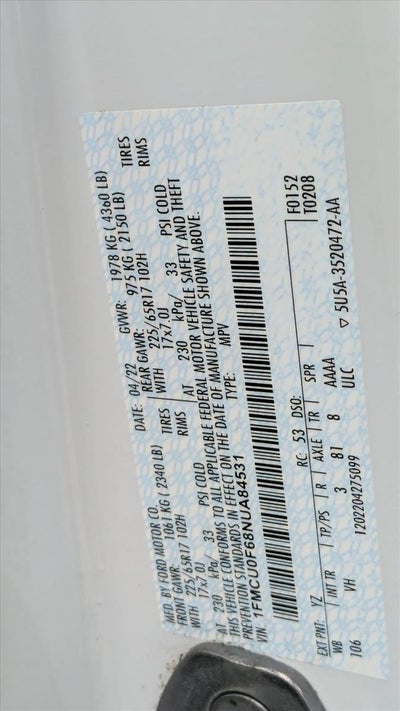 MFD. BY FORD MOTOR CO.
DATE: 04/22 GVWR: 1978 KG ( 4360 LB)
FRONT GAWR: 1061 KG ( 2340 LB) REAR GAWR: 975 KG ( 2150 LB)
WITH 225/65R17 102H TIRES WITH 225/65R17 102H TIRES
17x7.0J RIMS 17x7.0J RIMS
AT 230 kPa/ 33 PSI COLD AT 230 kPa/ 33 PSI COLD
THIS VEHICLE CONFORMS TO ALL APPLICABLE FEDERAL MOTOR VEHICLE SAFETY AND THEFT
PREVENTION STANDARDS IN EFFECT ON THE DATE OF MANUFACTURE SHOWN ABOVE.
VIN: 1FMCU0F68NUA84531 TYPE: MPV
F0152
T0208
EXT PNT: YZ RC: 53 DSO:
WB INT TR TP/PS R AXLE TR SPR
106 VH 3 81 8 AAAA
120220427 5099 ULC
▽ 5U5A-3520472-AA